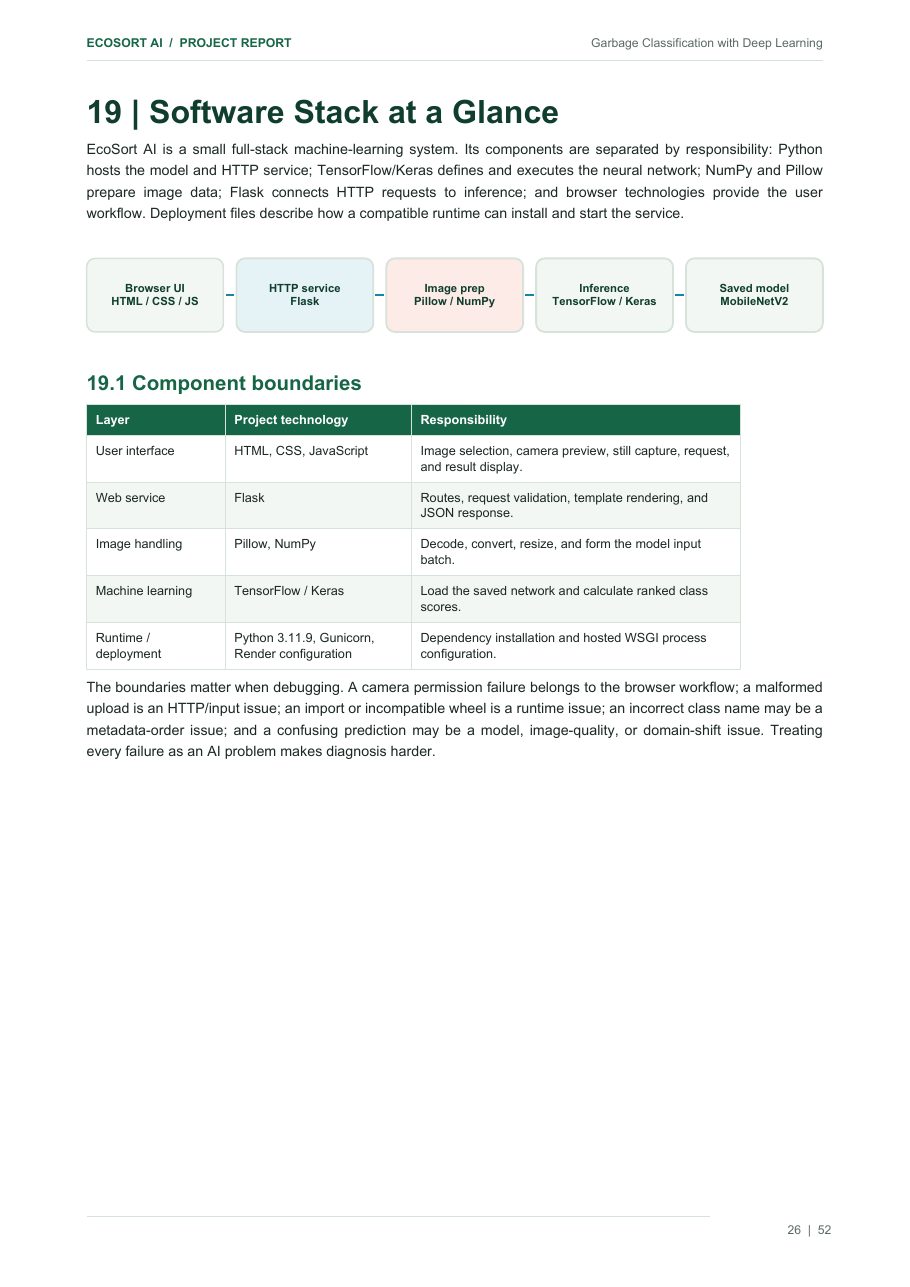 ECOSORT AI / PROJECT REPORT
Garbage Classification with Deep Learning
19 | Software Stack at a Glance
EcoSort AI is a small full-stack machine-learning system. Its components are separated by responsibility: Python
hosts the model and HTTP service; TensorFlow/Keras defines and executes the neural network; NumPy and Pillow
prepare image data; Flask connects HTTP requests to inference; and browser technologies provide the user
workflow. Deployment files describe how a compatible runtime can install and start the service.
Browser UI
HTML / CSS / JS
HTTP service
Flask
Image prep
Pillow / NumPy
Inference
TensorFlow / Keras
Saved model
MobileNetV2
19.1 Component boundaries
Layer
Project technology
Responsibility
User interface
HTML, CSS, JavaScript
Image selection, camera preview, still capture, request,
and result display.
Web service
Flask
Routes, request validation, template rendering, and
JSON response.
Image handling
Pillow, NumPy
Decode, convert, resize, and form the model input
batch.
Machine learning
TensorFlow / Keras
Load the saved network and calculate ranked class
scores.
Runtime /
deployment
Python 3.11.9, Gunicorn,
Render configuration
Dependency installation and hosted WSGI process
configuration.
The boundaries matter when debugging. A camera permission failure belongs to the browser workflow; a malformed
upload is an HTTP/input issue; an import or incompatible wheel is a runtime issue; an incorrect class name may be a
metadata-order issue; and a confusing prediction may be a model, image-quality, or domain-shift issue. Treating
every failure as an AI problem makes diagnosis harder.
26 | 52